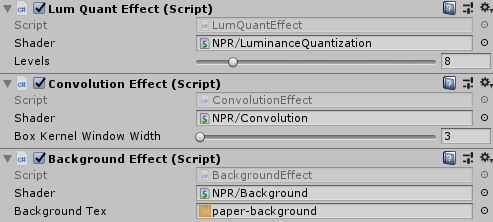 Lum Quant Effect (Script)
Script LumQuantEffect
Shader NPR/LuminanceQuantization
Levels 8
Convolution Effect (Script)
Script ConvolutionEffect
Shader NPR/Convolution
Box Kernel Window Width 3
Background Effect (Script)
Script BackgroundEffect
Shader NPR/Background
Background Tex paper-background